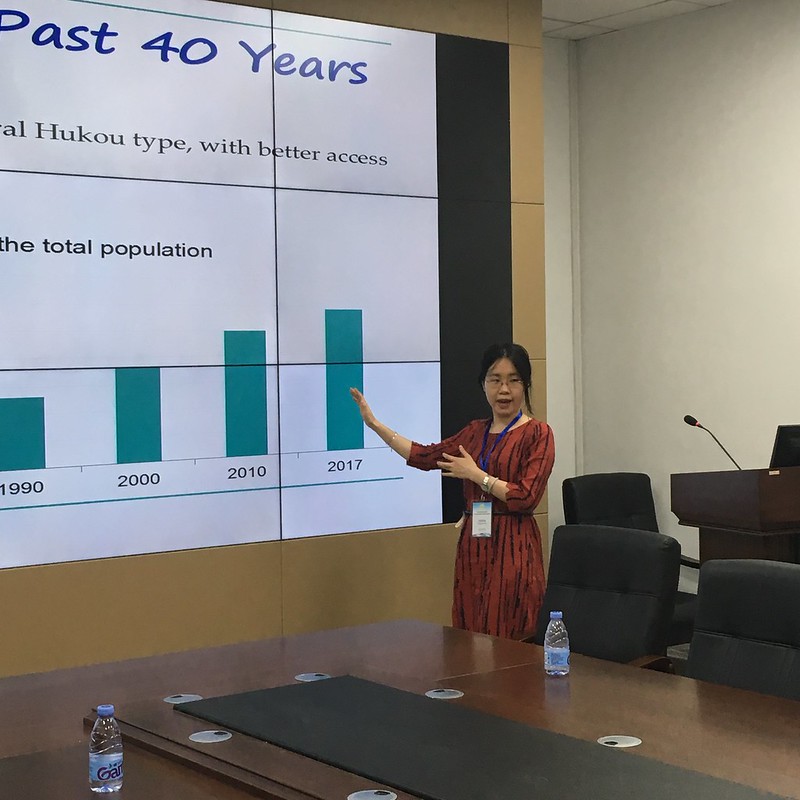 Past 40 Years
ral Hukou type, with better access
the total population
1990
2000
2010
2017